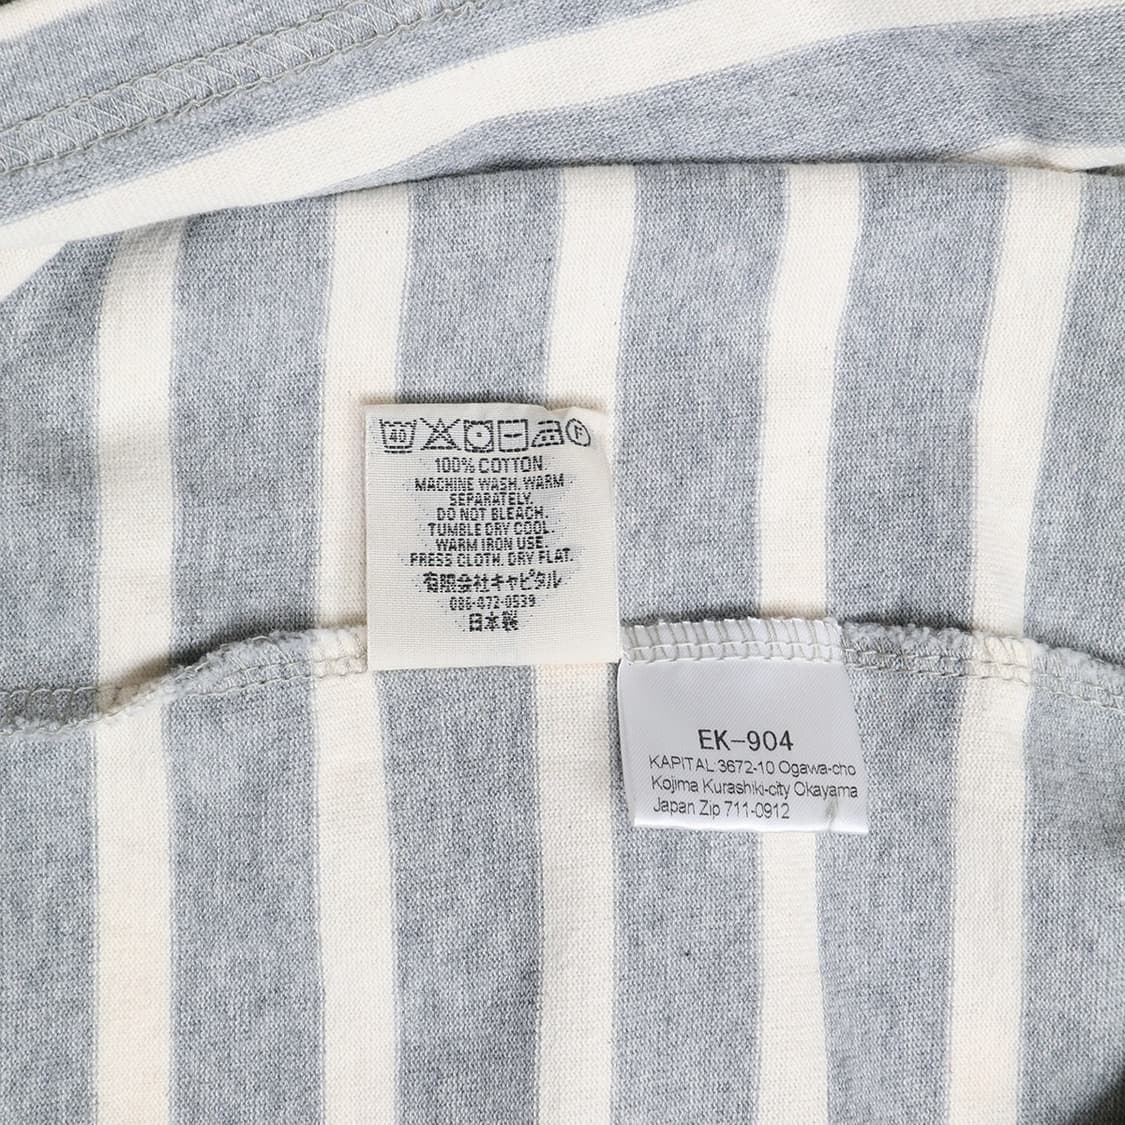 40 F
100% COTTON.
MACHINE WASH. WARM
SEPARATELY.
DO NOT BLEACH.
TUMBLE DRY COOL.
WARM IRON USE.
PRESS CLOTH. DRY FLAT.
有限会社キャピタル
086-472-0539
日本製
EK-904
KAPITAL 3672-10 Ogawa-cho
Kojima Kurashiki-city Okayama
Japan Zip 711-0912